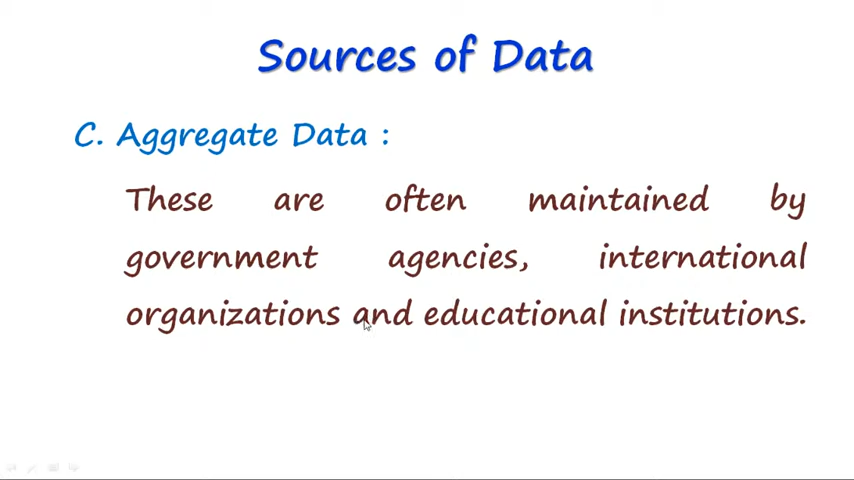 Sources of Data
C. Aggregate Data :
These are often maintained by
government agencies, international
organizations and educational institutions.